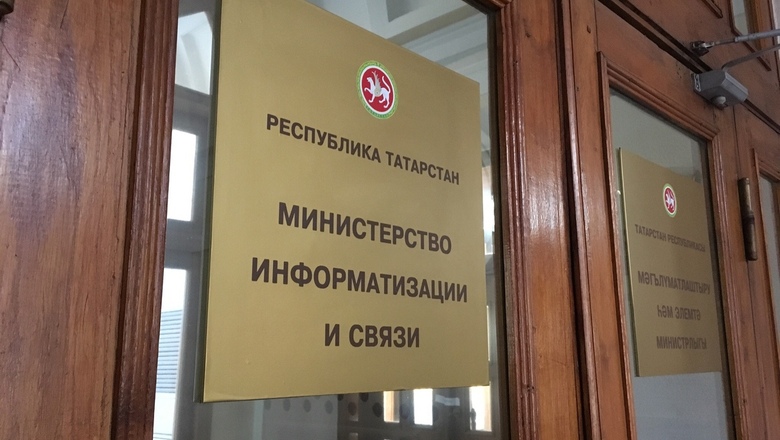 РЕСПУБЛИКА ТАТАРСТАН
МИНИСТЕРСТВО
ИНФОРМАТИЗАЦИИ
И СВЯЗИ
ТАТАРСТАН РЕСПУБЛИКАСЫ
МӘГЪЛҮМАТЛАШТЫРУ
ҺӘМ ЭЛЕМТӘ
МИНИСТРЛЫГЫ